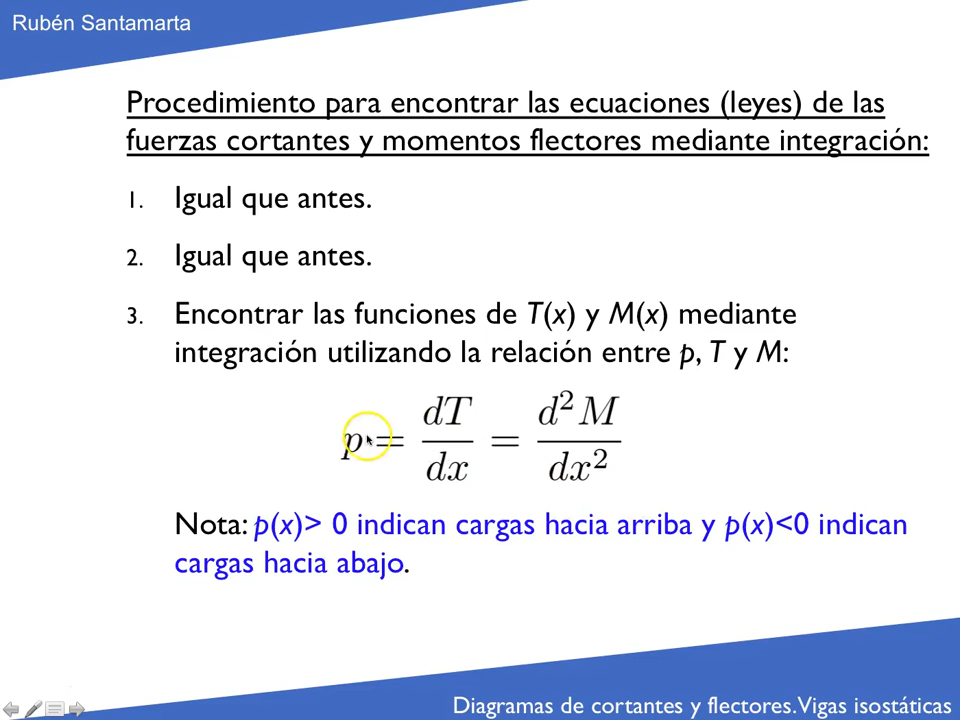 Rubén Santamarta
Procedimiento para encontrar las ecuaciones (leyes) de las
fuerzas cortantes y momentos flectores mediante integración:
1. Igual que antes.
2. Igual que antes.
3. Encontrar las funciones de T(x) y M(x) mediante
integración utilizando la relación entre p, T y M:
p = dT/dx = d²M/dx²
Nota: p(x)> 0 indican cargas hacia arriba y p(x)<0 indican
cargas hacia abajo.
Diagramas de cortantes y flectores.Vigas isostáticas